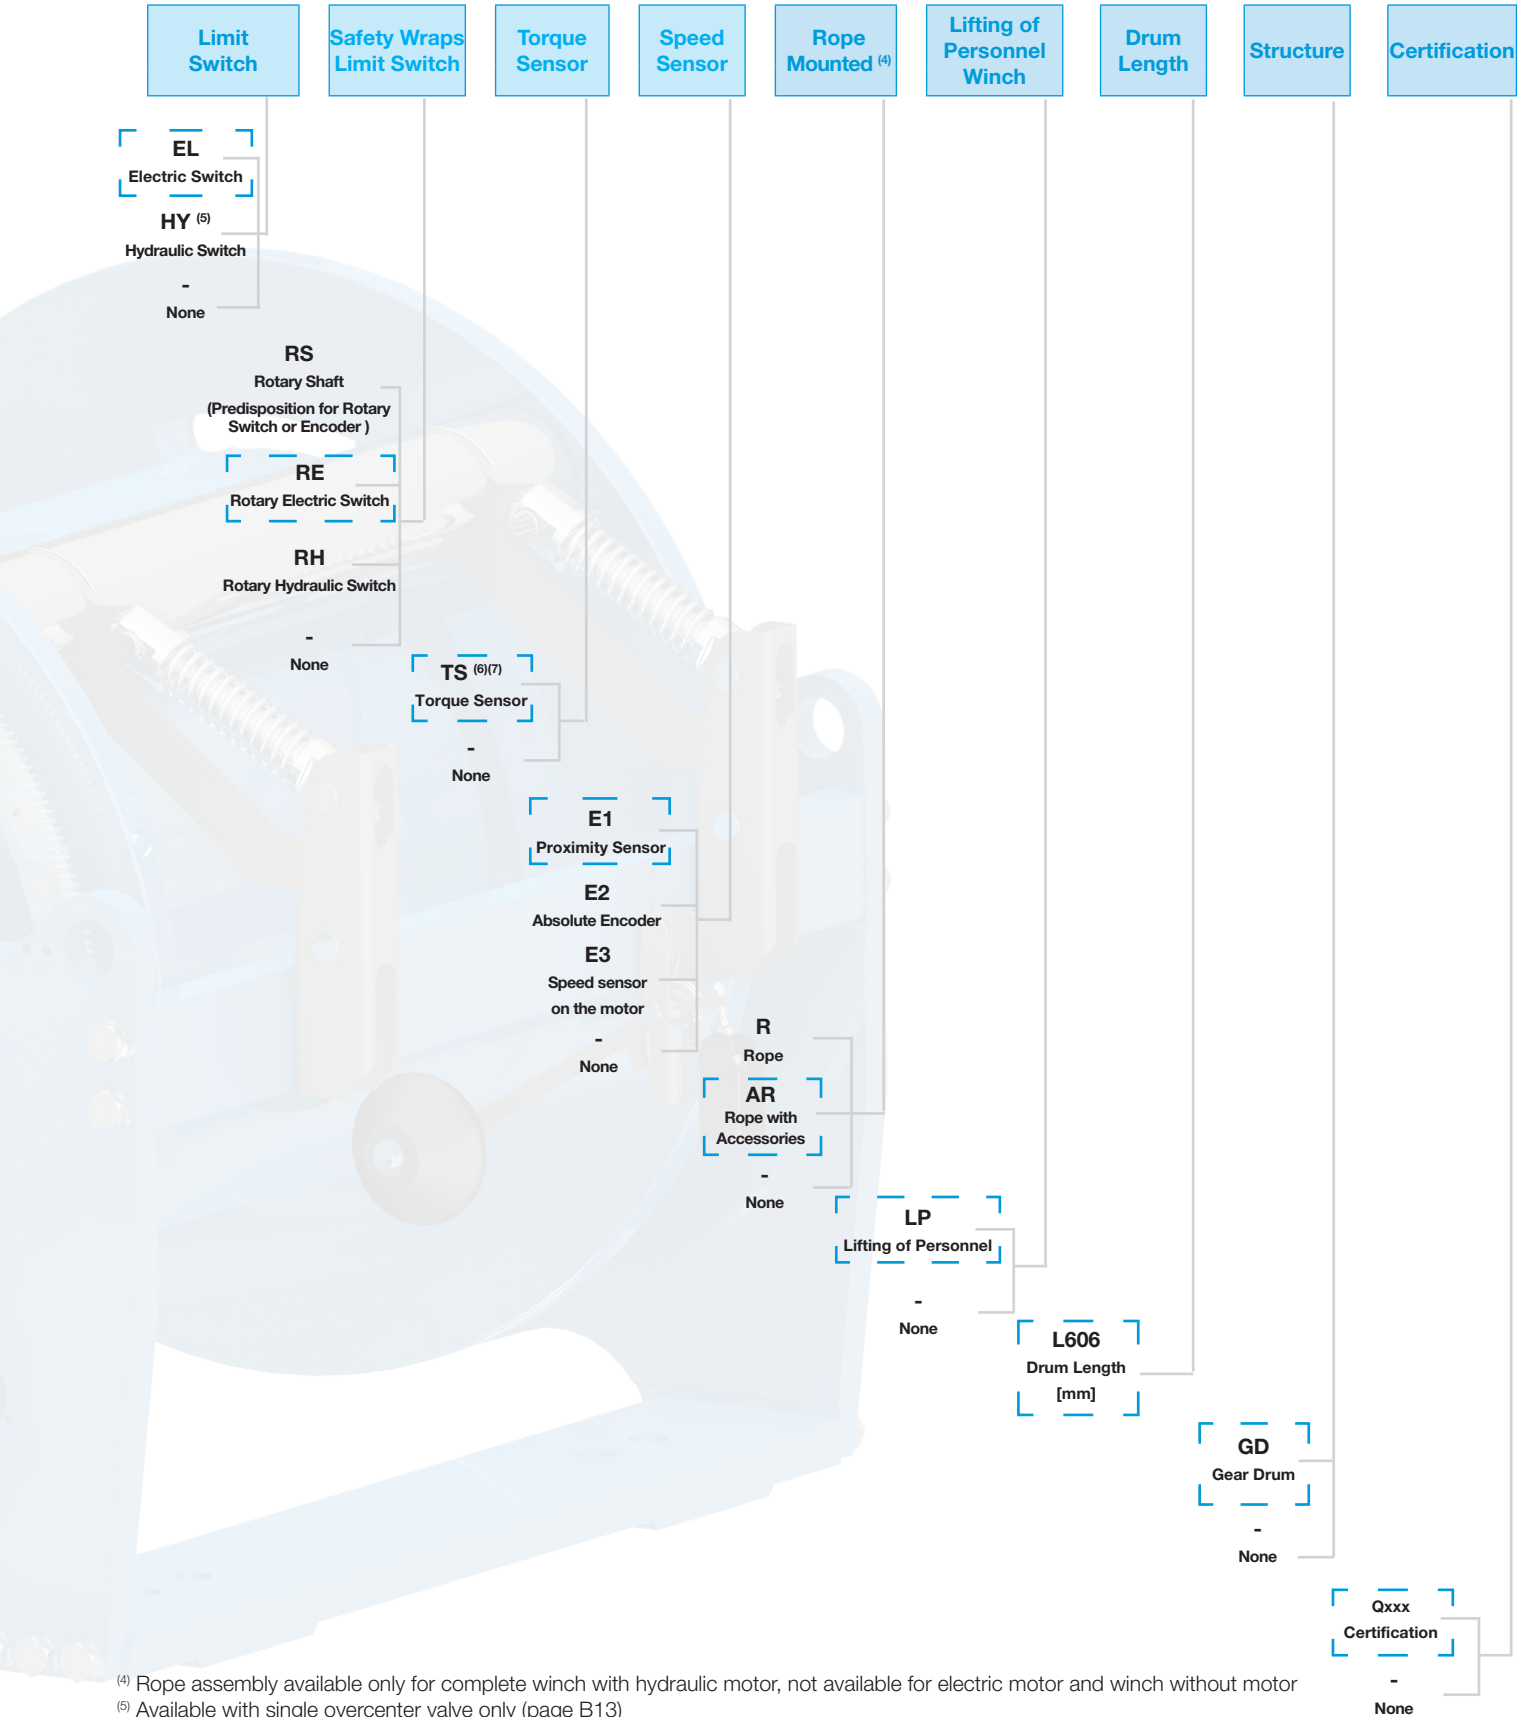 Limit
Switch
Safety Wraps
Limit Switch
Torque
Sensor
Speed
Sensor
Rope
Mounted (4)
Lifting of
Personnel
Winch
Drum
Length
Structure
Certification
EL
Electric Switch
HY (5)
Hydraulic Switch
-
None
RS
Rotary Shaft
(Predisposition for Rotary
Switch or Encoder )
RE
Rotary Electric Switch
RH
Rotary Hydraulic Switch
-
None
TS (6)(7)
Torque Sensor
-
None
E1
Proximity Sensor
E2
Absolute Encoder
E3
Speed sensor
on the motor
-
None
R
Rope
AR
Rope with
Accessories
-
None
LP
Lifting of Personnel
-
None
L606
Drum Length
[mm]
GD
Gear Drum
-
None
Qxxx
Certification
-
None
(4) Rope assembly available only for complete winch with hydraulic motor, not available for electric motor and winch without motor
(5) Available with single overcenter valve only (page B13)